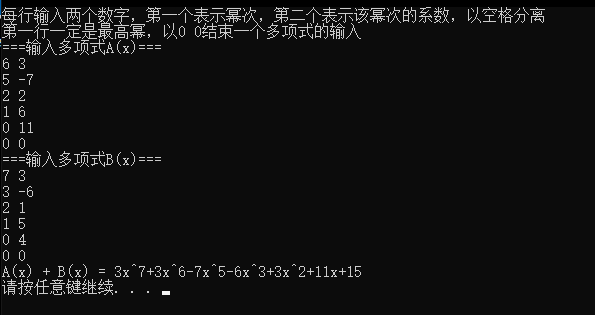 每行输入两个数字，第一个表示幂次，第二个表示该幂次的系数，以空格分离
第一行一定是最高幂，以0 0结束一个多项式的输入
===输入多项式A(x)===
6 3
5 -7
2 2
1 6
0 11
0 0
===输入多项式B(x)===
7 3
3 -6
2 1
1 5
0 4
0 0
A(x) + B(x) = 3x^7+3x^6-7x^5-6x^3+3x^2+11x+15
请按任意键继续. . .